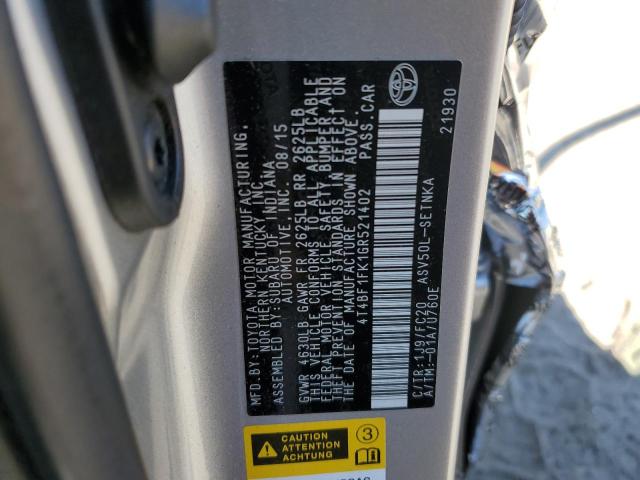 MFD.BY:TOYOTA MOTOR MANUFACTURING,
NORTHERN KENTUCKY, INC.
ASSEMBLED BY:SUBARU OF INDIANA
AUTOMOTIVE,INC. 08/15
GVWR 4630LB GAWR FR 2625LB RR 2625LB
THIS VEHICLE CONFORMS TO ALL APPLICABLE
FEDERAL MOTOR VEHICLE SAFETY,BUMPER,AND
THEFT PREVENTION STANDARDS IN EFFECT ON
THE DATE OF MANUFACTURE SHOWN ABOVE.
4T4BF1FK1GR521402 PASS.CAR
C/TR:1J9/FC20 ASV50L-SETNKA 21930
A/TM:-01A/U760E
CAUTION
ATTENTION
ACHTUNG
3